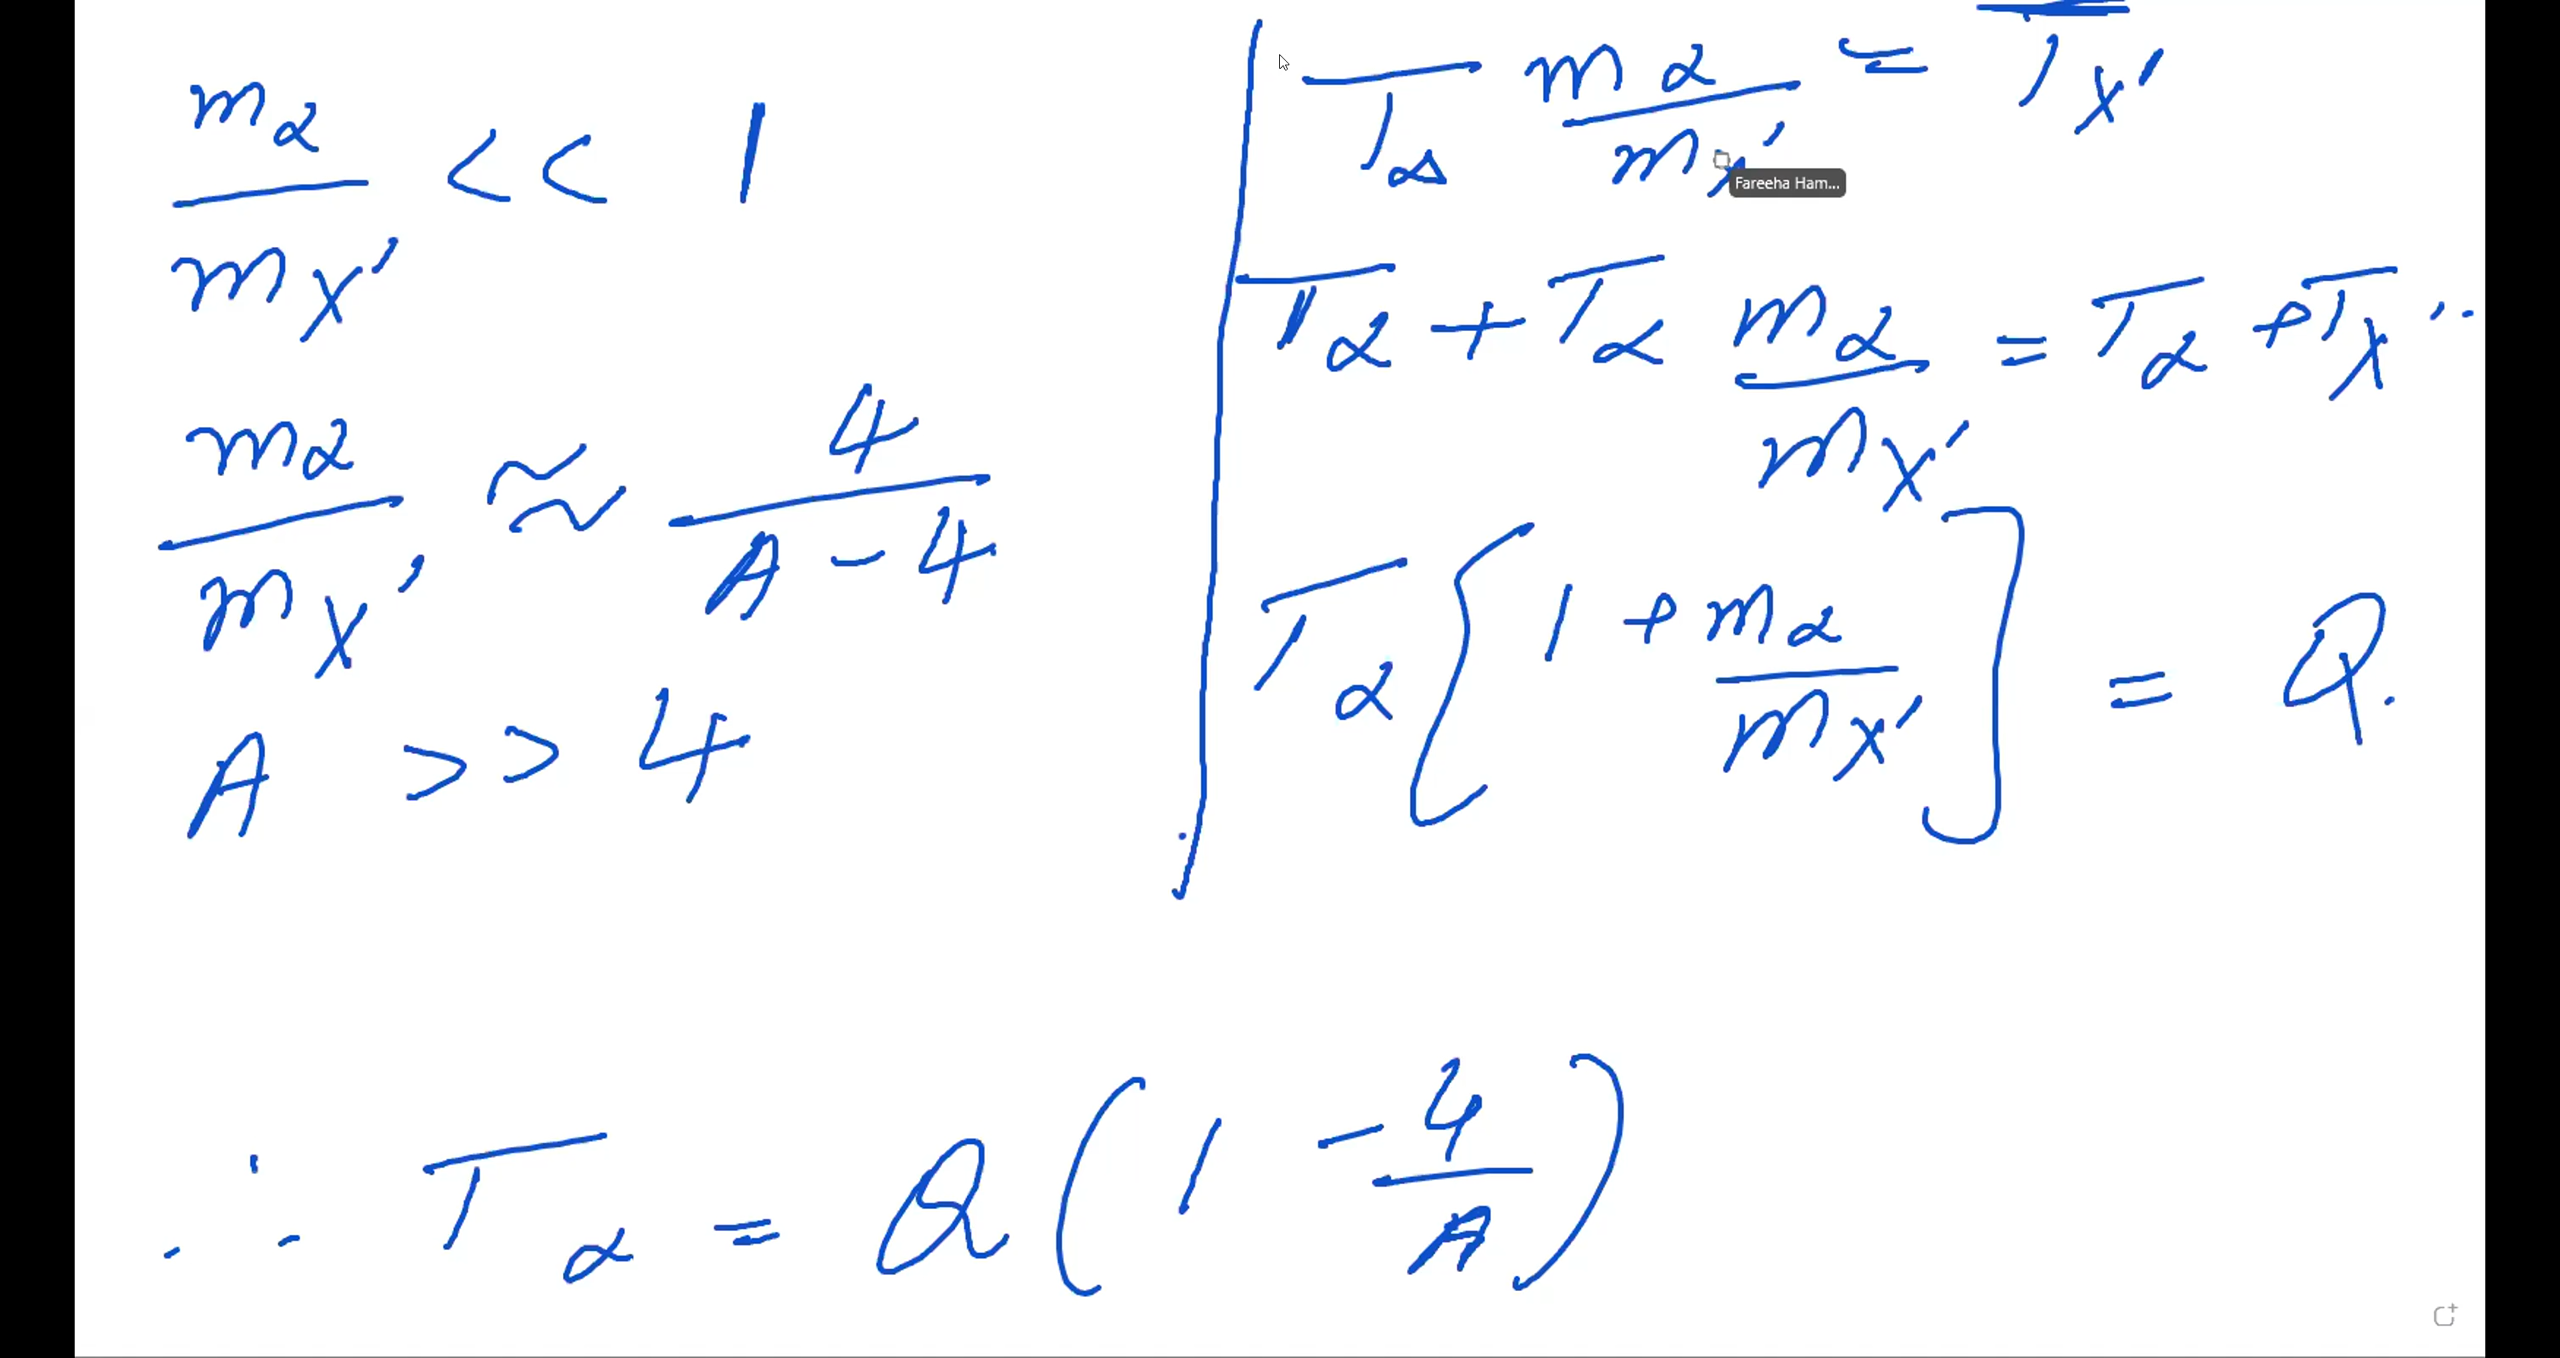 mα / mX' << 1
mα / mX' ≈ 4 / A - 4
A >> 4
Tα mα / mX' = TX'
Fareeha Ham...
Tα + Tα mα / mX' = Tα + TX'
Tα [ 1 + mα / mX' ] = Q.
∴ Tα = Q ( 1 - 4 / A )